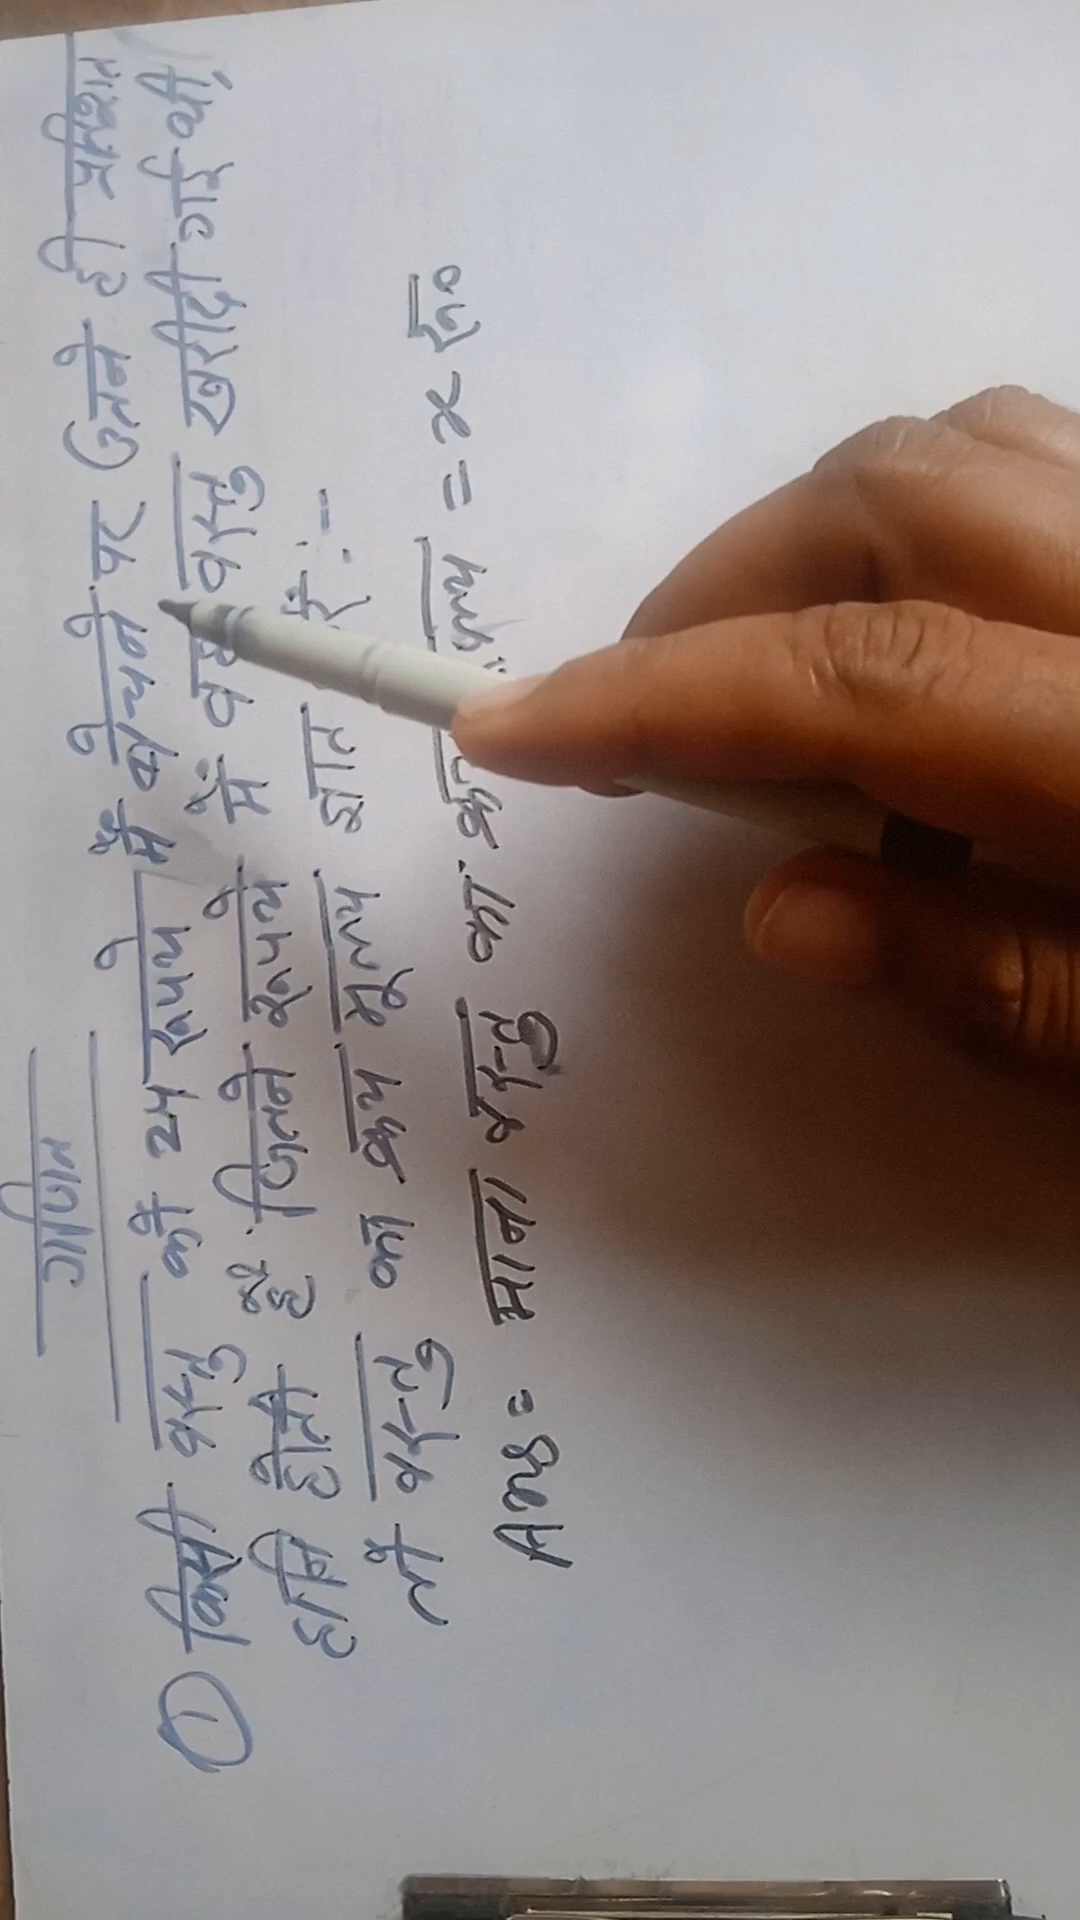 गणित
① किसी वस्तु को 24 रूपये में बेचने पर उतने ही प्रतिशत
हानि होती है जितने रूपये में वह वस्तु खरीदी गई थी,
तो वस्तु का क्रय मूल्य ज्ञात :-
Ans = माना वस्तु का = x रु०